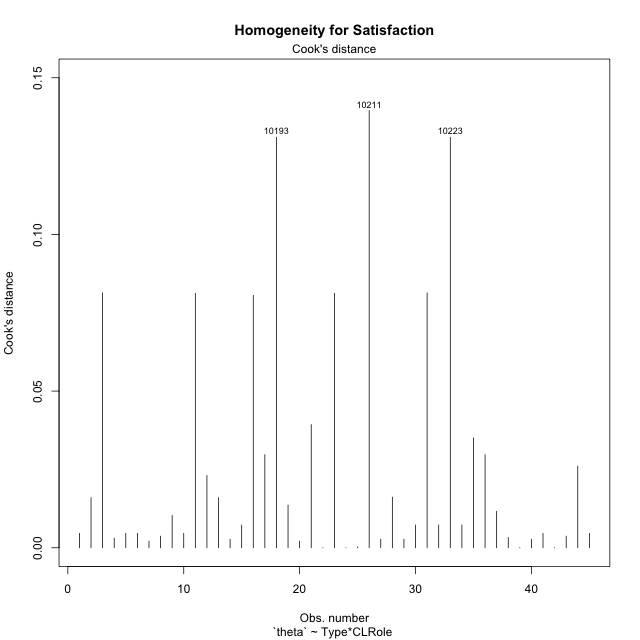 Homogeneity for Satisfaction
Cook's distance
0.15
10211
10193
10223
0.10
Cook's distance
0.05
0.00
0 10 20 30 40
Obs. number
`theta` ~ Type*CLRole